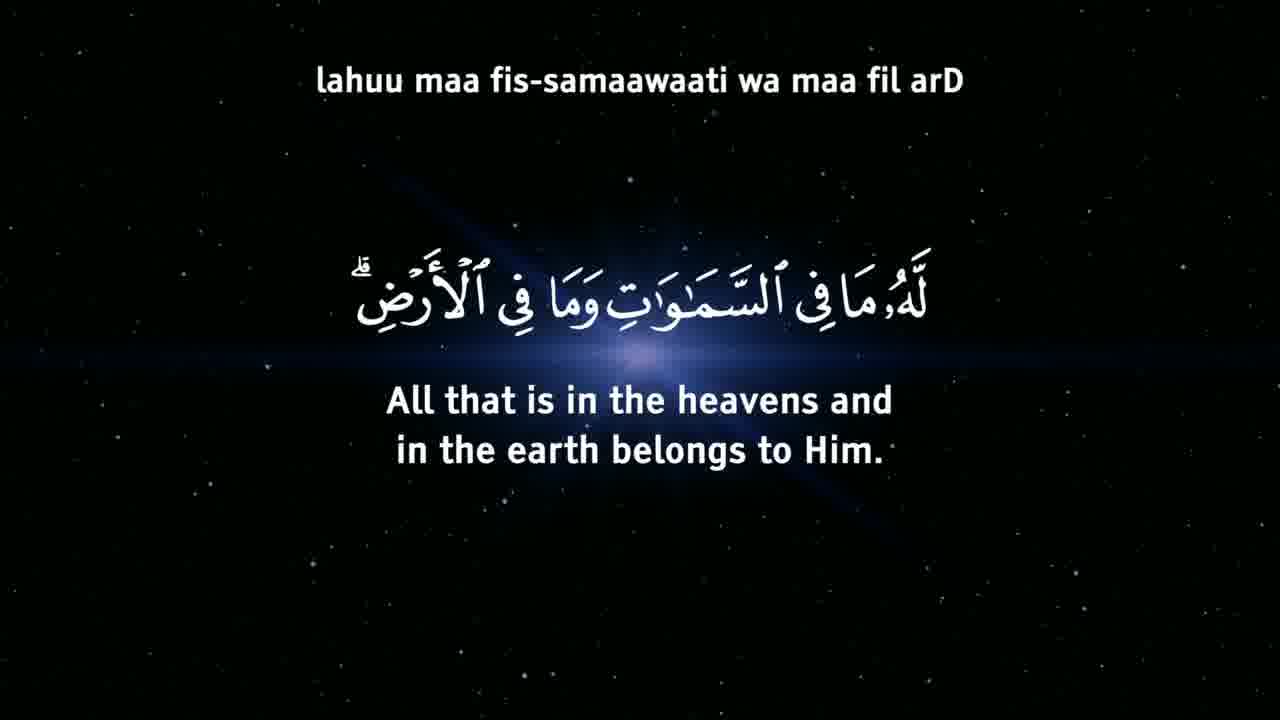 lahuu maa fis-samaawaati wa maa fil arD
لَّهُۥ مَا فِى ٱلسَّمَـٰوَٰتِ وَمَا فِى ٱلْأَرْضِ ۗ
All that is in the heavens and
in the earth belongs to Him.